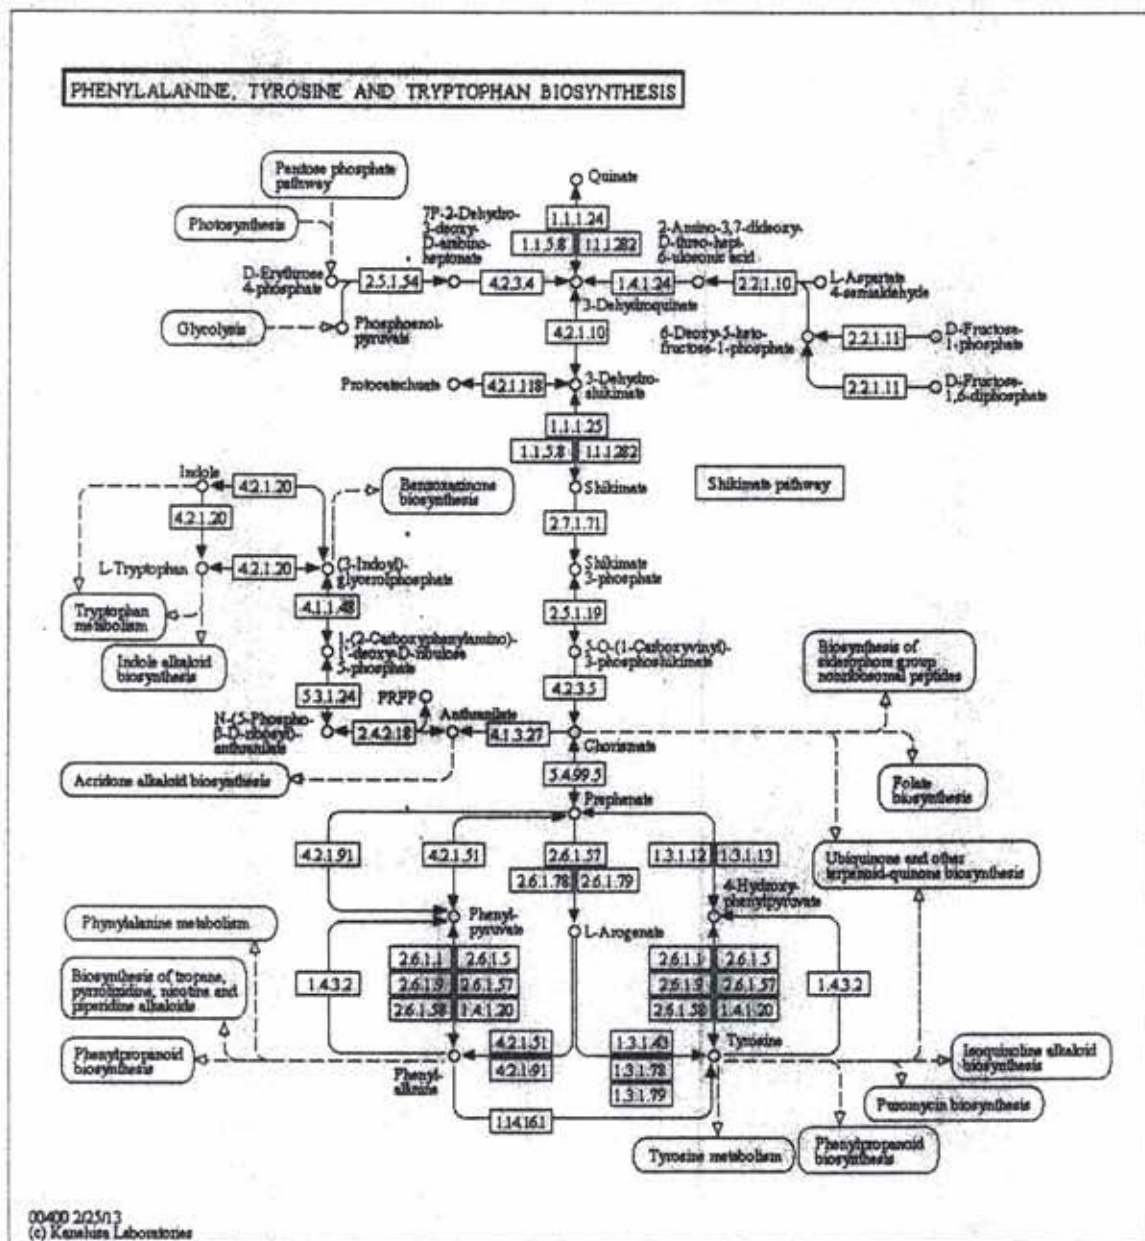 PHENYLALANINE, TYROSINE AND TRYPTOPHAN BIOSYNTHESIS
Pentose phosphate
pathway
Quinate
Photosynthesis
7P-2-Dehydro-
3-deoxy-
D-arabino-
heptonate
1.1.1.24
1.1.5.8
1.1.1.282
2-Amino-3,7-dideoxy-
D-threo-hept-
6-ulosonic acid
D-Erythrose
4-phosphate
2.5.1.54
4.2.3.4
1.4.1.24
2.2.1.10
L-Aspartate
4-semialdehyde
3-Dehydroquinate
Glycolysis
Phosphoenol-
pyruvate
4.2.1.10
6-Deoxy-5-keto-
fructose-1-phosphate
2.2.1.11
D-Fructose-
1-phosphate
Protocatechuate
4.2.1.118
3-Dehydro-
shikimate
2.2.1.11
D-Fructose-
1,6-diphosphate
1.1.1.25
1.1.5.8
1.1.1.282
Indole
4.2.1.20
Benzoxazinone
biosynthesis
Shikimate
Shikimate pathway
4.2.1.20
2.7.1.71
L-Tryptophan
4.2.1.20
(3-Indoyl)-
glycerolphosphate
Shikimate
3-phosphate
Tryptophan
metabolism
4.1.1.48
2.5.1.19
Indole alkaloid
biosynthesis
1-(2-Carboxyphenylamino)-
1'-deoxy-D-ribulose
5-phosphate
5-O-(1-Carboxyvinyl)-
3-phosphoshikimate
Biosynthesis of
siderophore group
nonribosomal peptides
5.3.1.24
PRPP
4.2.3.5
N-(5-Phospho-
β-D-ribosyl)-
anthranilate
2.4.2.18
Anthranilate
4.1.3.27
Chorismate
Acridone alkaloid biosynthesis
5.4.99.5
Folate
biosynthesis
Prephenate
4.2.1.91
4.2.1.51
2.6.1.57
1.3.1.12
1.3.1.13
Ubiquinone and other
terpenoid-quinone biosynthesis
2.6.1.78
2.6.1.79
4-Hydroxy-
phenylpyruvate
Phynylalanine metabolism
Phenyl-
pyruvate
L-Arogenate
Biosynthesis of tropane,
pyrrolizidine, nicotine and
piperidine alkaloids
1.4.3.2
2.6.1.1
2.6.1.5
2.6.1.9
2.6.1.57
2.6.1.58
1.4.1.20
2.6.1.1
2.6.1.5
2.6.1.9
2.6.1.57
2.6.1.58
1.4.1.20
1.4.3.2
Phenylpropanoid
biosynthesis
4.2.1.51
4.2.1.91
1.3.1.43
1.3.1.78
1.3.1.79
Tyrosine
Isoquinoline alkaloid
biosynthesis
Phenyl-
alanine
Puromycin biosynthesis
1.14.16.1
Tyrosine metabolism
Phenylpropanoid
biosynthesis
00400 2/25/13
(c) Kanehisa Laboratories